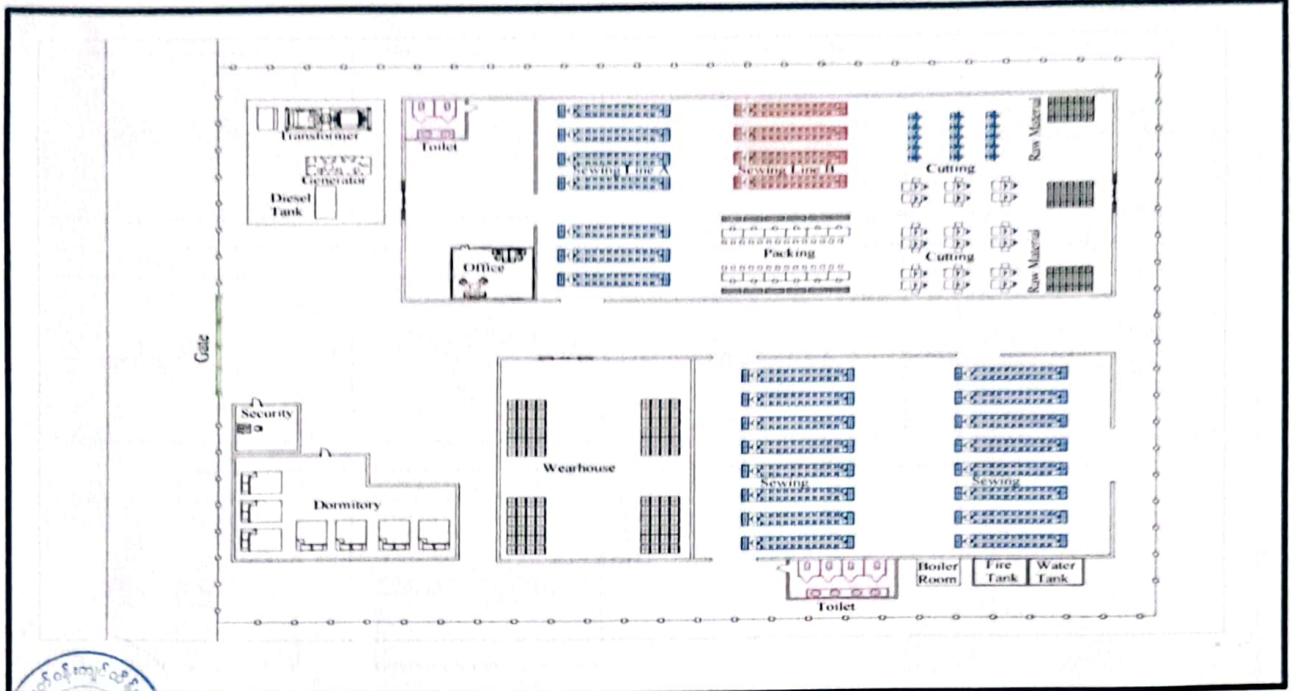 Transformer
Generator
Diesel
Tank
Toilet
Office
Sewing Line A
Sewing Line B
Packing
Cutting
Cutting
Raw Material
Raw Material
Gate
Security
Dormitory
Wearhouse
Sewing
Sewing
Toilet
Boiler
Room
Fire
Tank
Water
Tank